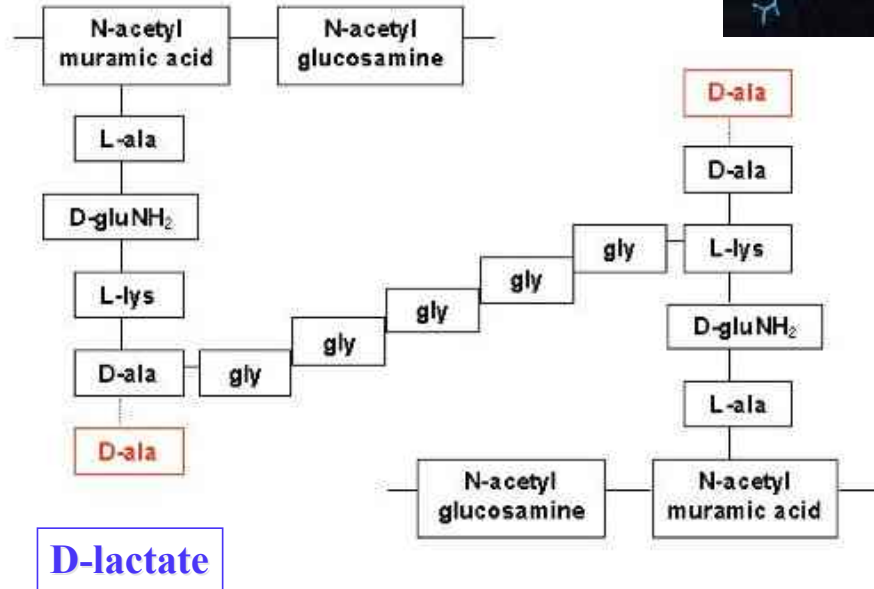 N-acetyl
muramic acid
N-acetyl
glucosamine
L-ala
D-gluNH₂
L-lys
D-ala
D-ala
gly
gly
gly
gly
gly
D-ala
D-ala
L-lys
D-gluNH₂
L-ala
N-acetyl
glucosamine
N-acetyl
muramic acid
D-lactate